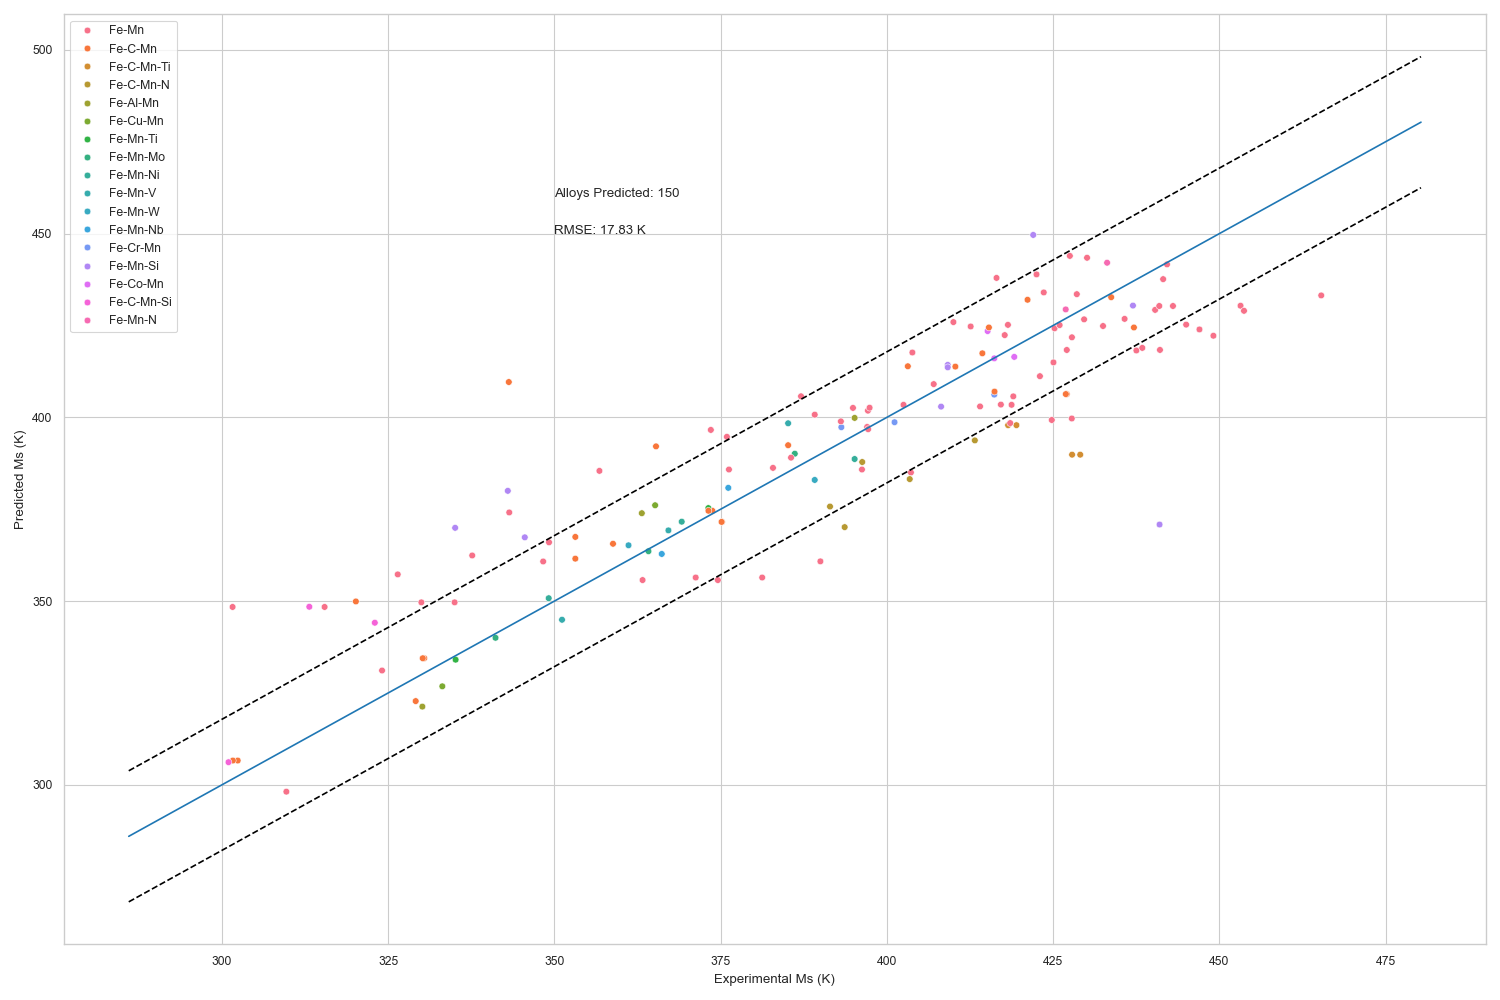 Fe-Mn
Fe-C-Mn
Fe-C-Mn-Ti
Fe-C-Mn-N
Fe-Al-Mn
Fe-Cu-Mn
Fe-Mn-Ti
Fe-Mn-Mo
Fe-Mn-Ni
Fe-Mn-V
Fe-Mn-W
Fe-Mn-Nb
Fe-Cr-Mn
Fe-Mn-Si
Fe-Co-Mn
Fe-C-Mn-Si
Fe-Mn-N
Alloys Predicted: 150
RMSE: 17.83 K
500
450
400
350
300
Predicted Ms (K)
300 325 350 375 400 425 450 475
Experimental Ms (K)